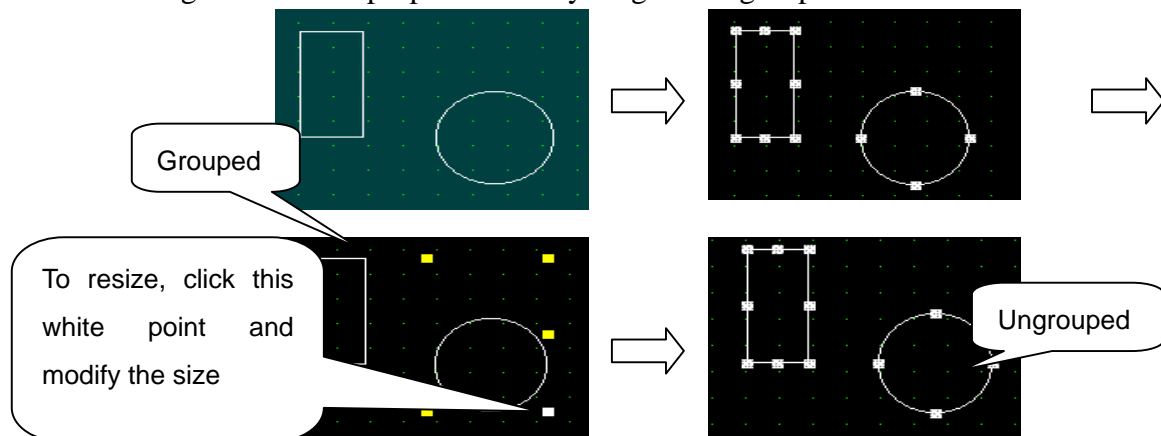 Grouped
To resize, click this
white point and
modify the size
Ungrouped